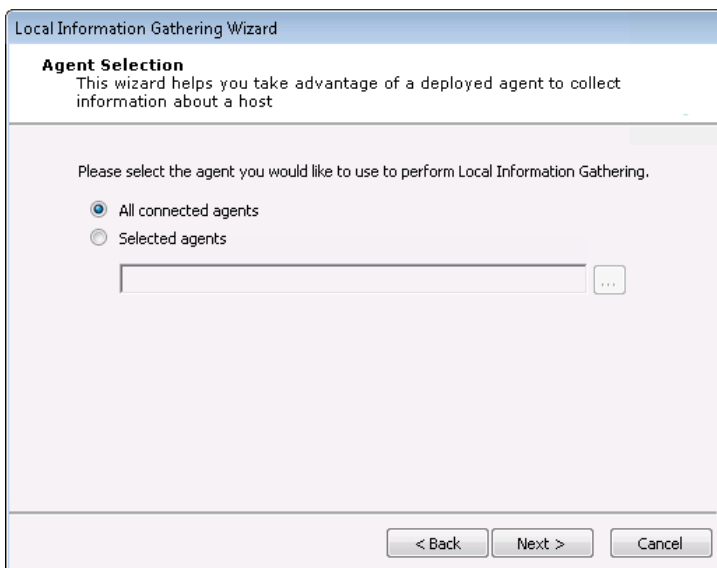 Local Information Gathering Wizard
Agent Selection
This wizard helps you take advantage of a deployed agent to collect
information about a host
Please select the agent you would like to use to perform Local Information Gathering.
All connected agents
Selected agents
...
< Back
Next >
Cancel